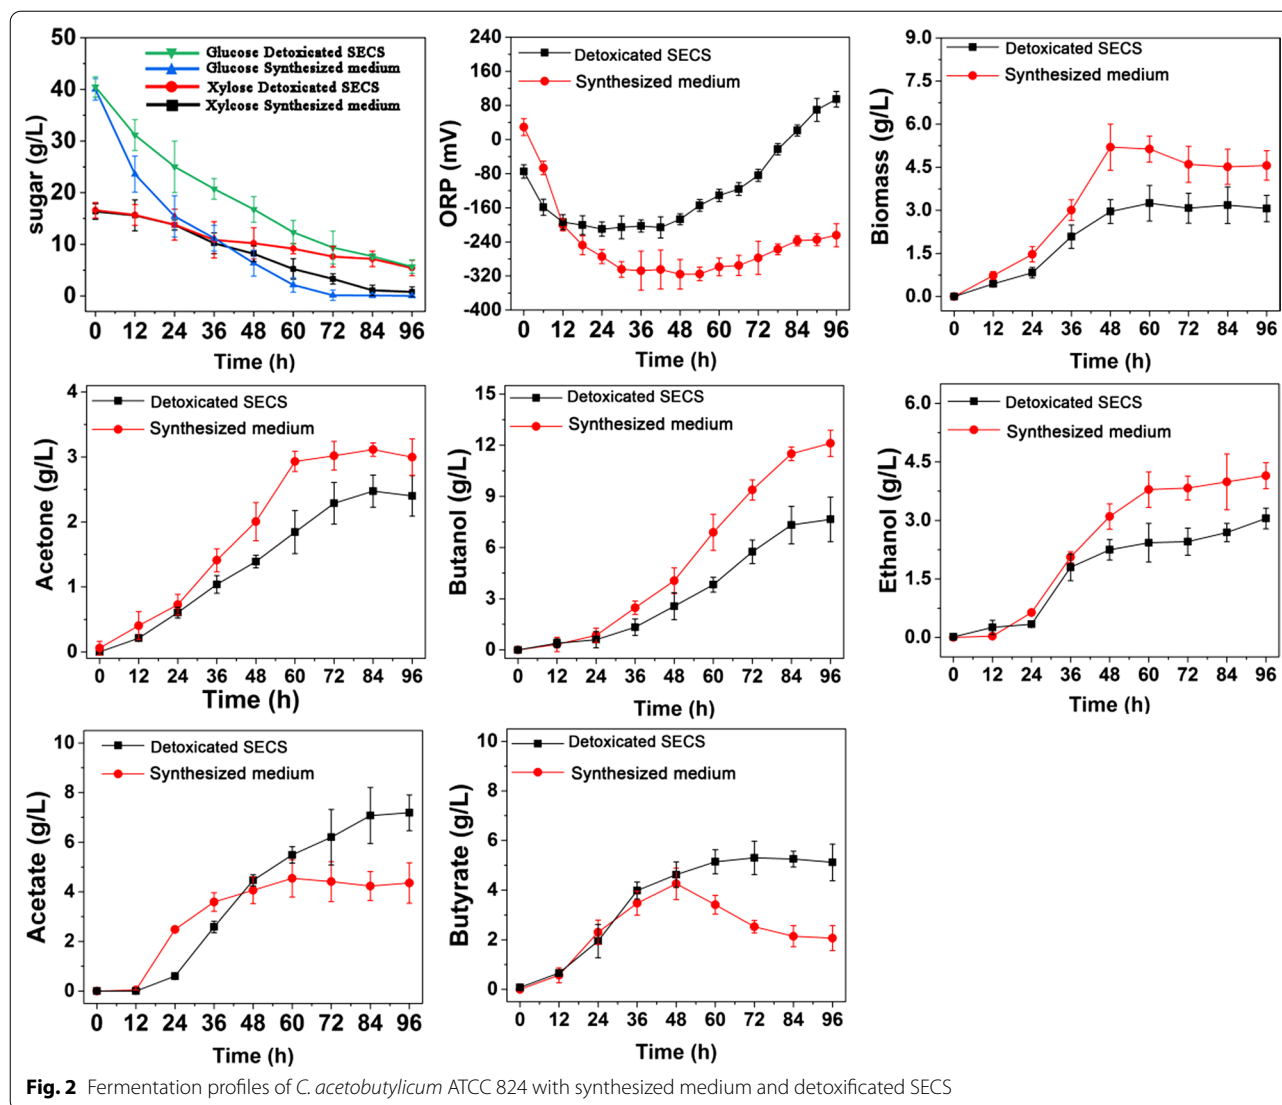 50
40
30
20
10
0
sugar (g/L)
Glucose Detoxicated SECS
Glucose Synthesized medium
Xylose Detoxicated SECS
Xylcose Synthesized medium
0 12 24 36 48 60 72 84 96
Time (h)
240
160
80
0
-80
-160
-240
-320
-400
ORP (mV)
Detoxicated SECS
Synthesized medium
0 12 24 36 48 60 72 84 96
Time (h)
9.0
7.5
6.0
4.5
3.0
1.5
0.0
Biomass (g/L)
Detoxicated SECS
Synthesized medium
0 12 24 36 48 60 72 84 96
Time (h)
4
3
2
1
0
Acetone (g/L)
Detoxicated SECS
Synthesized medium
0 12 24 36 48 60 72 84 96
Time (h)
15
12
9
6
3
0
Butanol (g/L)
Detoxicated SECS
Synthesized medium
0 12 24 36 48 60 72 84 96
Time (h)
6.0
4.5
3.0
1.5
0.0
Ethanol (g/L)
Detoxicated SECS
Synthesized medium
0 12 24 36 48 60 72 84 96
Time (h)
10
8
6
4
2
0
Acetate (g/L)
Detoxicated SECS
Synthesized medium
0 12 24 36 48 60 72 84 96
Time (h)
10
8
6
4
2
0
Butyrate (g/L)
Detoxicated SECS
Synthesized medium
0 12 24 36 48 60 72 84 96
Time (h)
Fig. 2 Fermentation profiles of C. acetobutylicum ATCC 824 with synthesized medium and detoxificated SECS